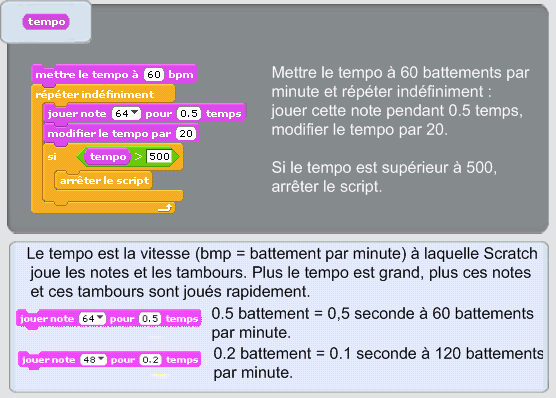 tempo
mettre le tempo à 60 bpm
répéter indéfiniment
jouer note 64 pour 0.5 temps
modifier le tempo par 20
si tempo > 500
arrêter le script
Mettre le tempo à 60 battements par
minute et répéter indéfiniment :
jouer cette note pendant 0.5 temps,
modifier le tempo par 20.
Si le tempo est supérieur à 500,
arrêter le script.
Le tempo est la vitesse (bmp = battement par minute) à laquelle Scratch
joue les notes et les tambours. Plus le tempo est grand, plus ces notes
et ces tambours sont joués rapidement.
jouer note 64 pour 0.5 temps
0.5 battement = 0,5 seconde à 60 battements
par minute.
jouer note 48 pour 0.2 temps
0.2 battement = 0.1 seconde à 120 battements
par minute.